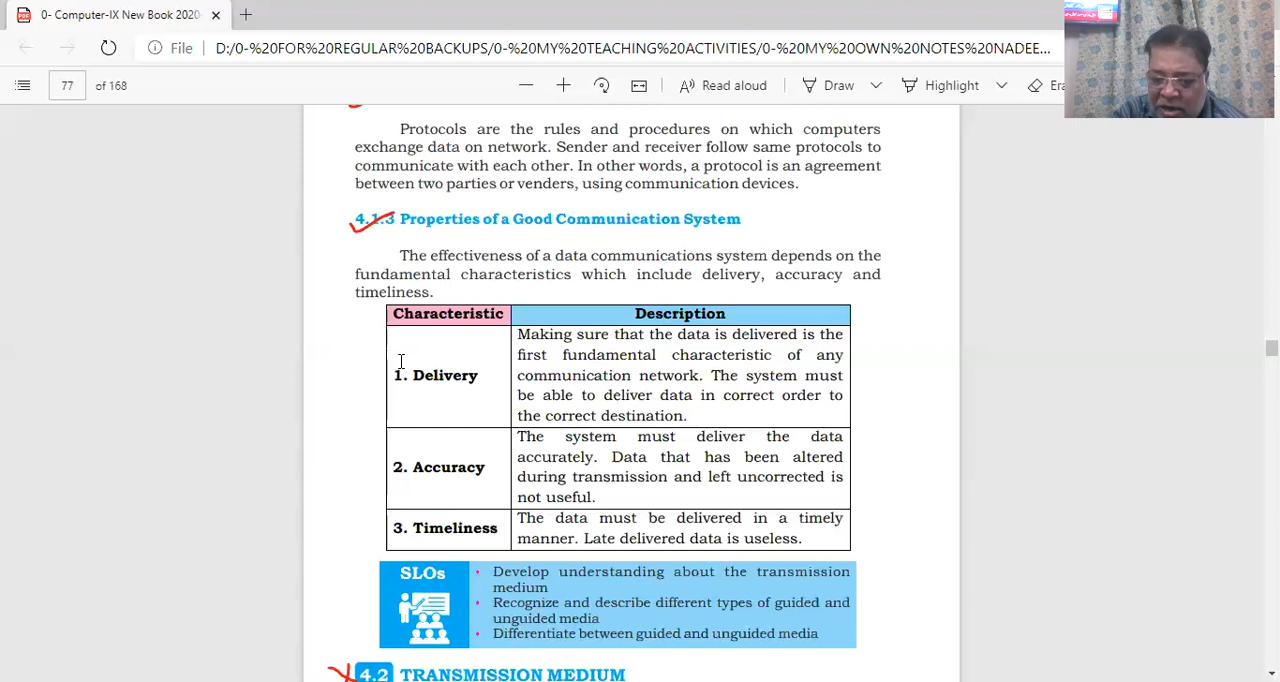 0- Computer-IX New Book 2020-
File
D:/0-%20FOR%20REGULAR%20BACKUPS/0-%20MY%20TEACHING%20ACTIVITIES/0-%20MY%20OWN%20NOTES%20NADEE...
77 of 168
Read aloud
Draw
Highlight
Era
Protocols are the rules and procedures on which computers
exchange data on network. Sender and receiver follow same protocols to
communicate with each other. In other words, a protocol is an agreement
between two parties or venders, using communication devices.
4.1.3 Properties of a Good Communication System
The effectiveness of a data communications system depends on the
fundamental characteristics which include delivery, accuracy and
timeliness.
Characteristic
Description
1. Delivery
Making sure that the data is delivered is the
first fundamental characteristic of any
communication network. The system must
be able to deliver data in correct order to
the correct destination.
2. Accuracy
The system must deliver the data
accurately. Data that has been altered
during transmission and left uncorrected is
not useful.
3. Timeliness
The data must be delivered in a timely
manner. Late delivered data is useless.
SLOs
• Develop understanding about the transmission
medium
• Recognize and describe different types of guided and
unguided media
• Differentiate between guided and unguided media
4.2 TRANSMISSION MEDIUM